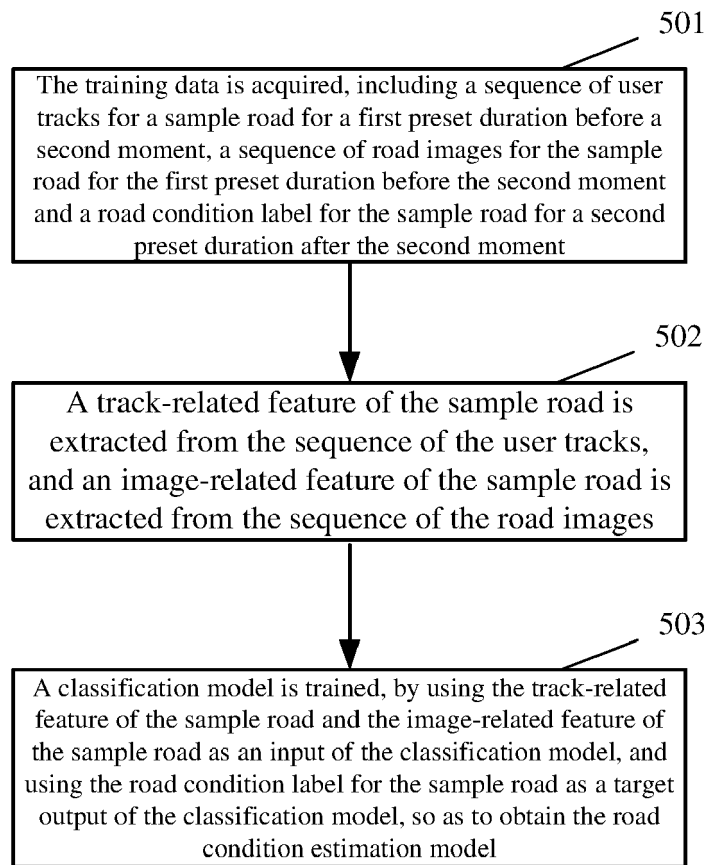 501
The training data is acquired, including a sequence of user
tracks for a sample road for a first preset duration before a
second moment, a sequence of road images for the sample
road for the first preset duration before the second moment
and a road condition label for the sample road for a second
preset duration after the second moment
502
A track-related feature of the sample road is
extracted from the sequence of the user tracks,
and an image-related feature of the sample road is
extracted from the sequence of the road images
503
A classification model is trained, by using the track-related
feature of the sample road and the image-related feature of
the sample road as an input of the classification model, and
using the road condition label for the sample road as a target
output of the classification model, so as to obtain the road
condition estimation model